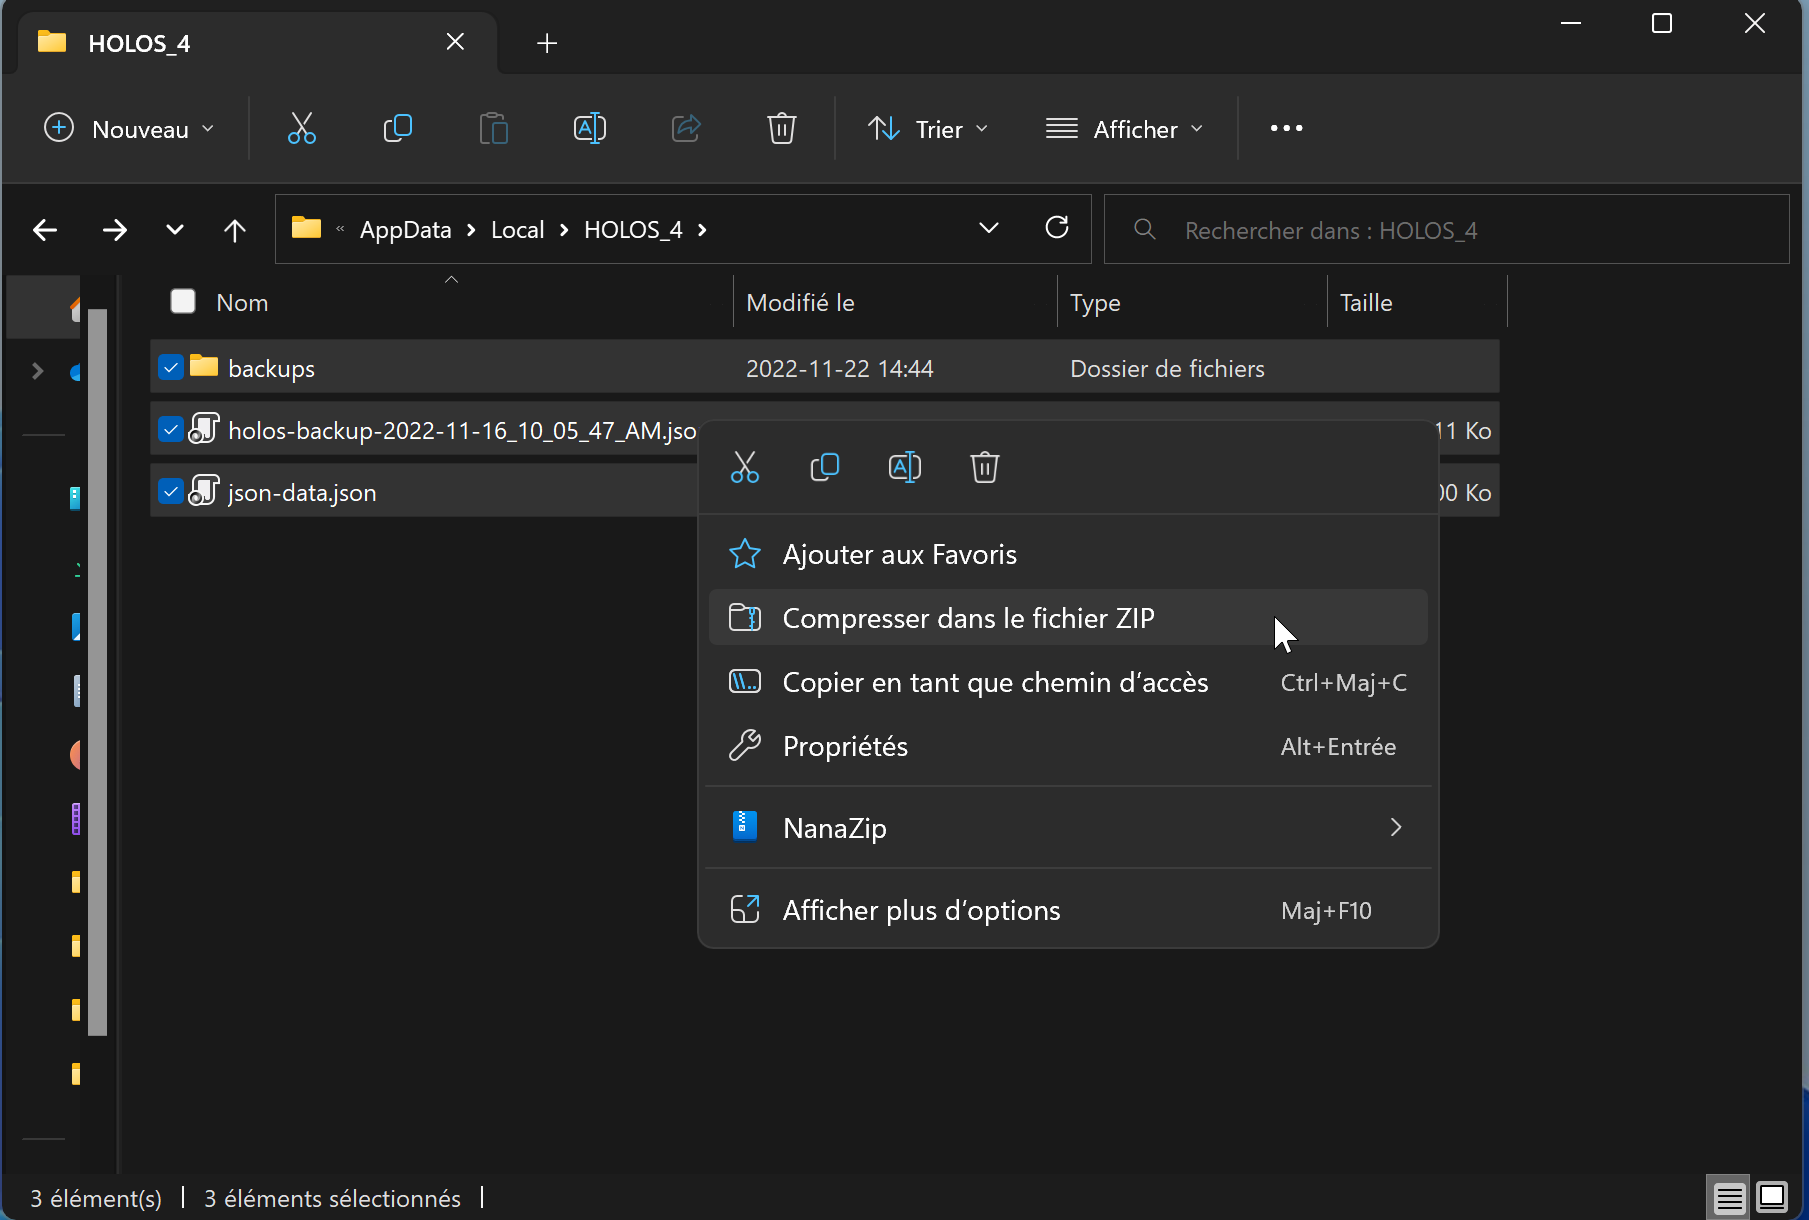 HOLOS_4
Nouveau Trier Afficher
« AppData > Local > HOLOS_4 > Rechercher dans : HOLOS_4
Nom Modifié le Type Taille
backups 2022-11-22 14:44 Dossier de fichiers
holos-backup-2022-11-16_10_05_47_AM.jso 11 Ko
json-data.json 00 Ko
Ajouter aux Favoris
Compresser dans le fichier ZIP
Copier en tant que chemin d'accès Ctrl+Maj+C
Propriétés Alt+Entrée
NanaZip
Afficher plus d'options Maj+F10
3 élément(s) 3 éléments sélectionnés